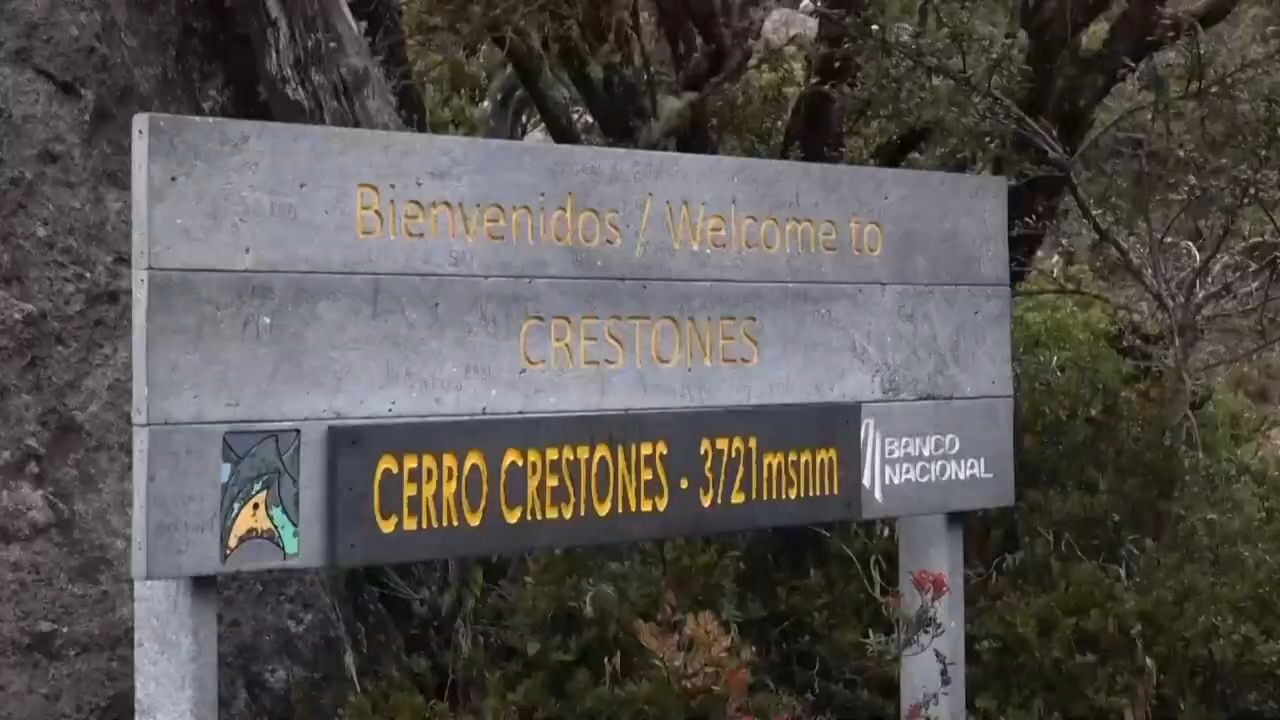 Bienvenidos / Welcome to
CRESTONES
CERRO CRESTONES - 3721msnm
BANCO
NACIONAL